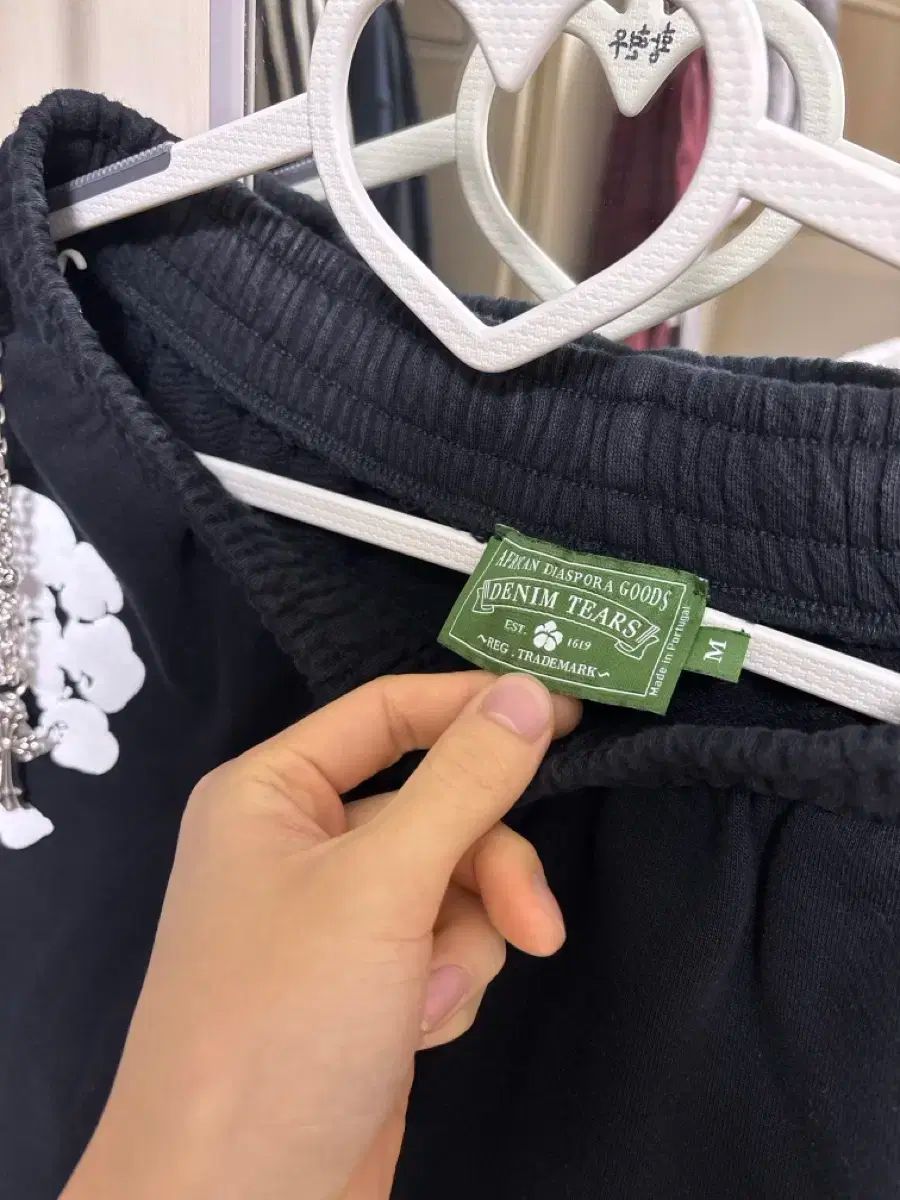 AFRICAN DIASPORA GOODS
DENIM TEARS
EST. 1619
~REG. TRADEMARK~
Made in Portugal
M